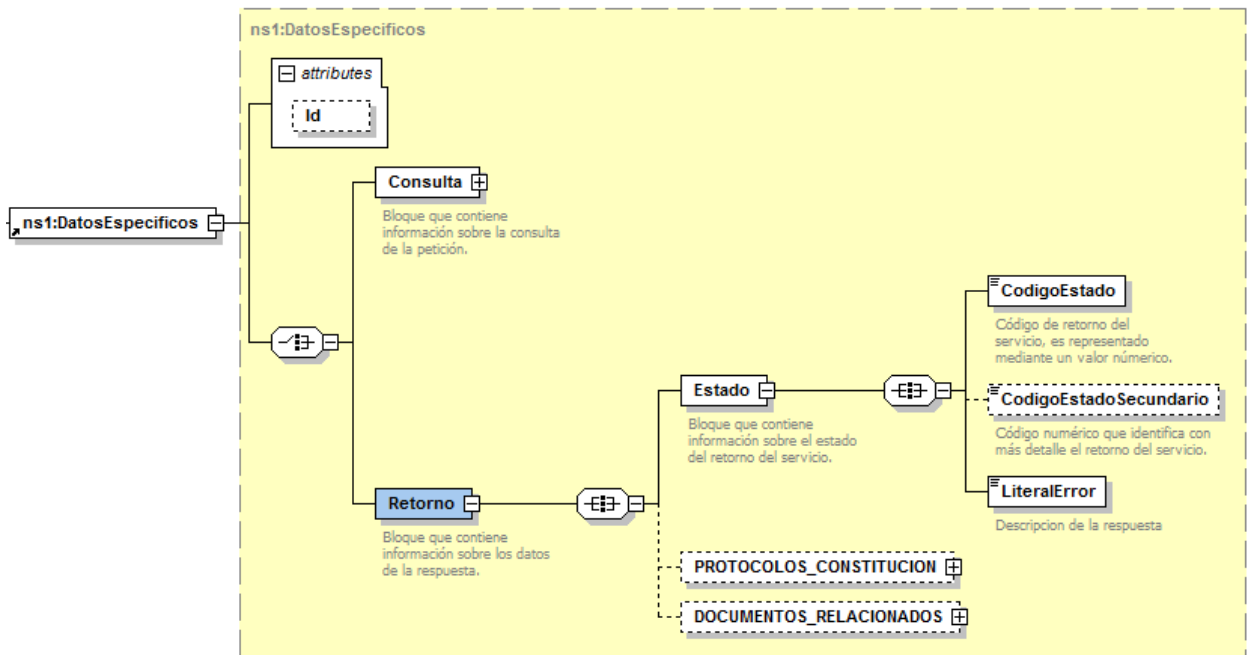 ns1:DatosEspecificos
attributes
Id
Consulta
Bloque que contiene
información sobre la consulta
de la petición.
ns1:DatosEspecificos
CodigoEstado
Código de retorno del
servicio, es representado
mediante un valor númerico.
Estado
Bloque que contiene
información sobre el estado
del retorno del servicio.
CodigoEstadoSecundario
Código numérico que identifica con
más detalle el retorno del servicio.
LiteralError
Descripcion de la respuesta
Retorno
Bloque que contiene
información sobre los datos
de la respuesta.
PROTOCOLOS_CONSTITUCION
DOCUMENTOS_RELACIONADOS